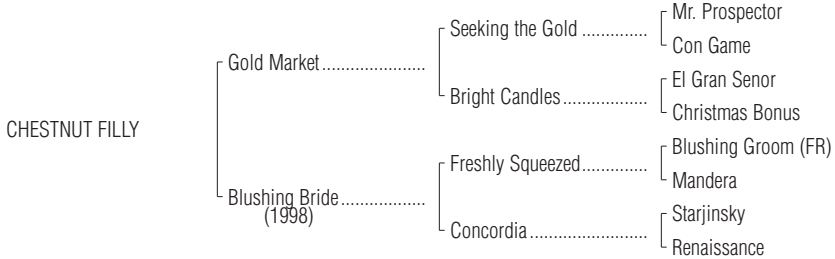 Mr. Prospector
Seeking the Gold ..............
Con Game
Gold Market......................
El Gran Senor
Bright Candles..................
Christmas Bonus
CHESTNUT FILLY
Blushing Groom (FR)
Freshly Squeezed..............
Mandera
Blushing Bride..................
(1998)
Starjinsky
Concordia.........................
Renaissance